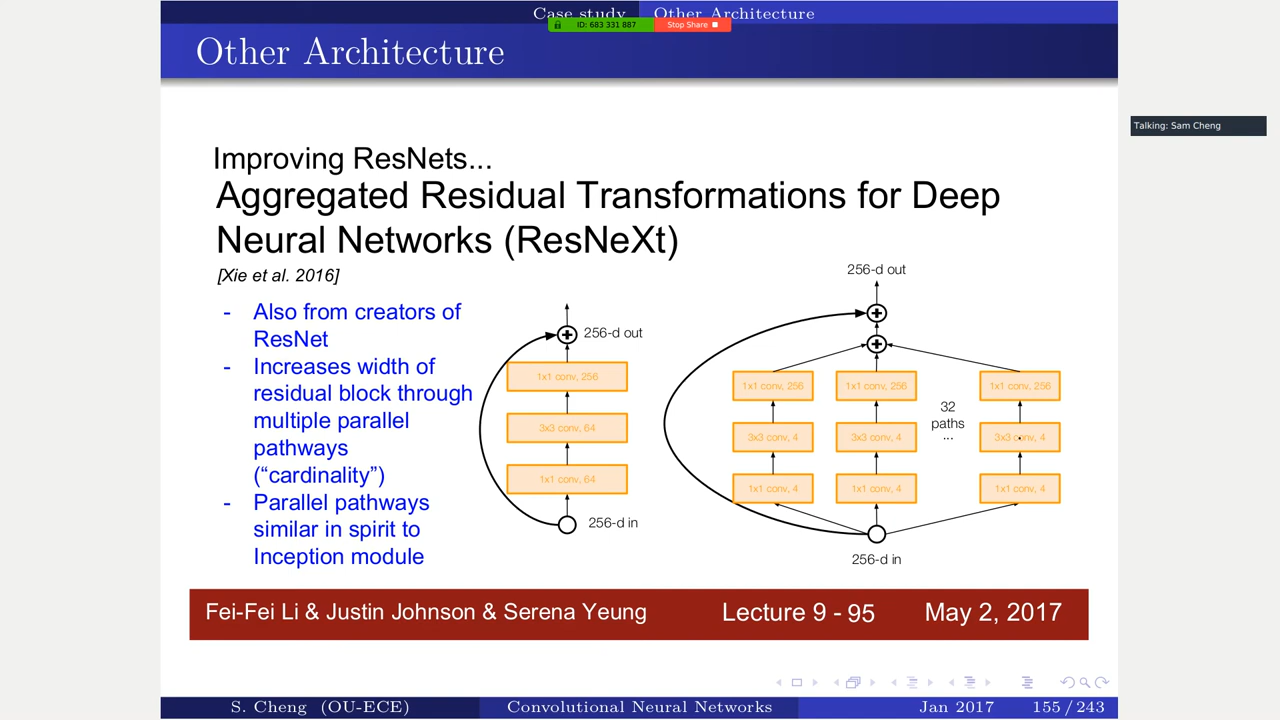 Case study Other Architecture
ID: 683 331 887 Stop Share
Other Architecture
Talking: Sam Cheng
Improving ResNets...
Aggregated Residual Transformations for Deep
Neural Networks (ResNeXt)
[Xie et al. 2016]
- Also from creators of
ResNet
- Increases width of
residual block through
multiple parallel
pathways
(“cardinality”)
- Parallel pathways
similar in spirit to
Inception module
256-d out
1x1 conv, 256
3x3 conv, 64
1x1 conv, 64
256-d in
256-d out
1x1 conv, 256 1x1 conv, 256 1x1 conv, 256
32
paths
...
3x3 conv, 4 3x3 conv, 4 3x3 conv, 4
1x1 conv, 4 1x1 conv, 4 1x1 conv, 4
256-d in
Fei-Fei Li & Justin Johnson & Serena Yeung Lecture 9 - 95 May 2, 2017
S. Cheng (OU-ECE) Convolutional Neural Networks Jan 2017 155 / 243